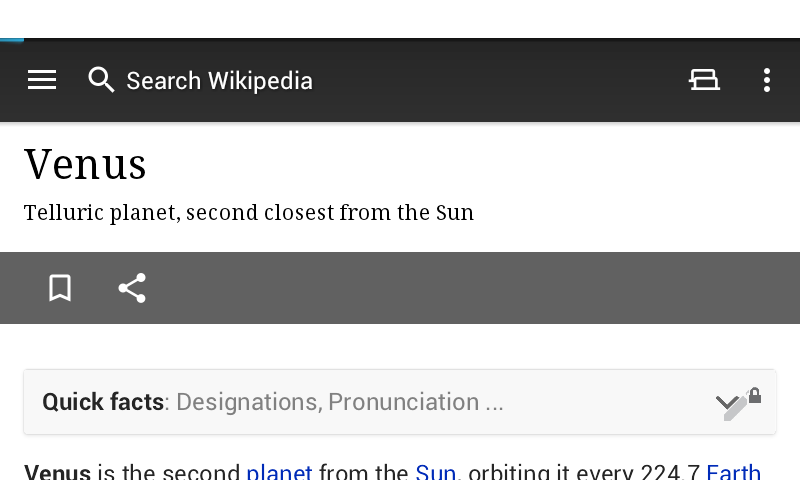 Search Wikipedia
Venus
Telluric planet, second closest from the Sun
Quick facts: Designations, Pronunciation ...
Venus is the second planet from the Sun, orbiting it every 224.7 Earth